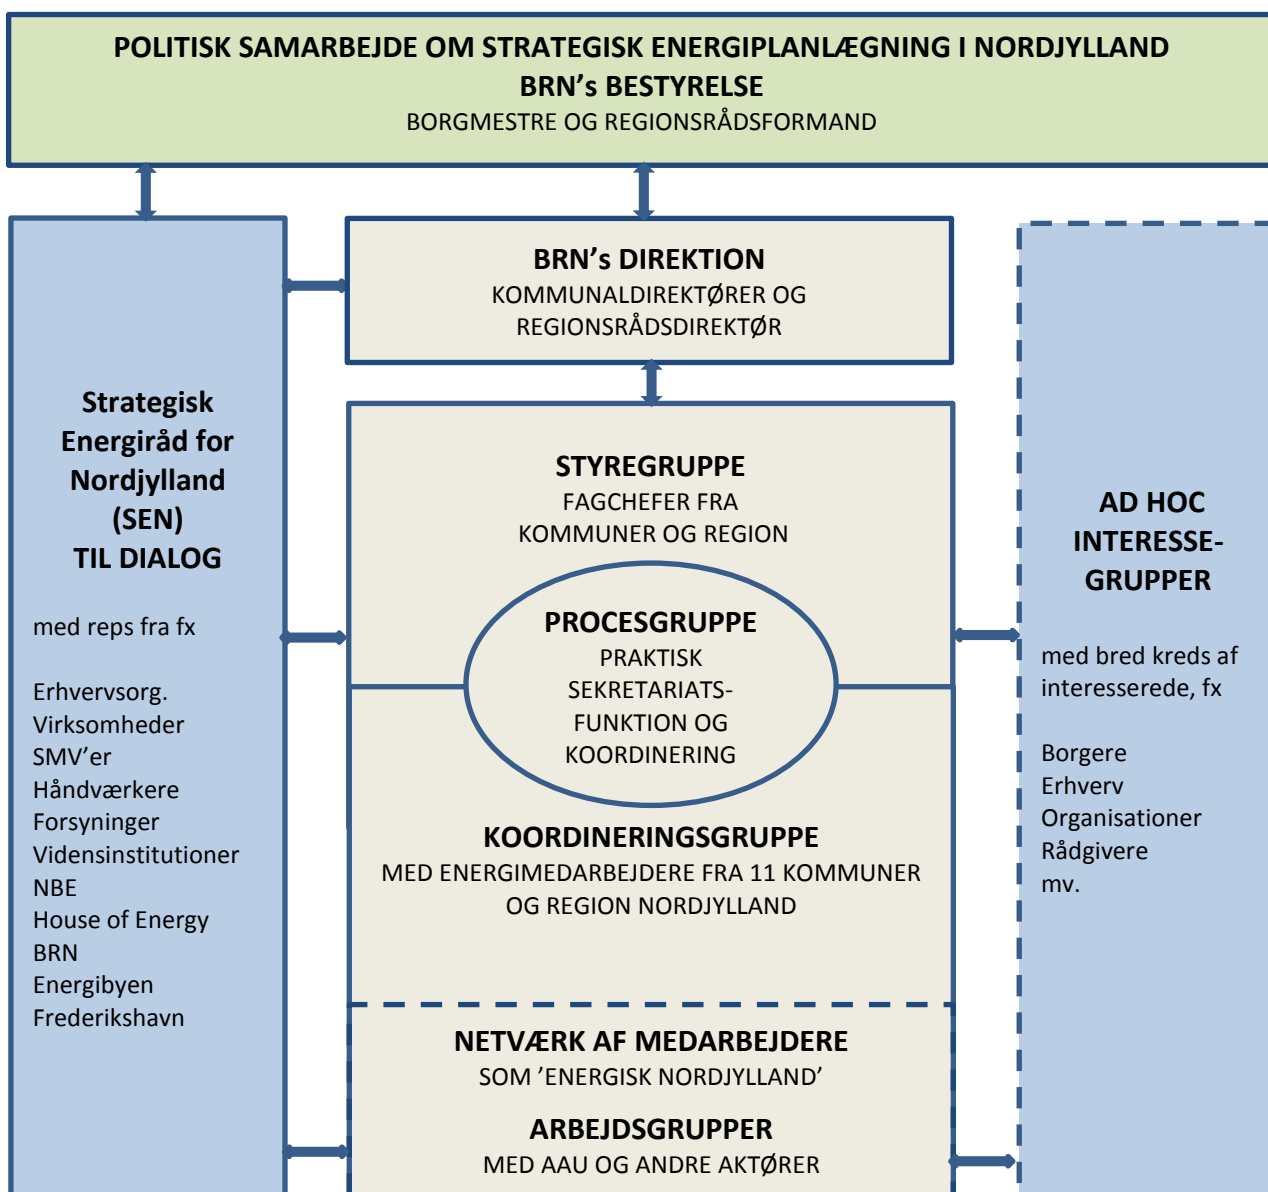 POLITISK SAMARBEJDE OM STRATEGISK ENERGIPLANLÆGNING I NORDJYLLAND
BRN's BESTYRELSE
BORGMESTRE OG REGIONSRÅDSFORMAND
BRN's DIREKTION
KOMMUNALDIREKTØRER OG
REGIONSRÅDSDIREKTØR
Strategisk
Energiråd for
Nordjylland
(SEN)
TIL DIALOG
med reps fra fx
Erhvervsorg.
Virksomheder
SMV'er
Håndværkere
Forsyninger
Vidensinstitutioner
NBE
House of Energy
BRN
Energibyen
Frederikshavn
STYREGRUPPE
FAGCHEFER FRA
KOMMUNER OG REGION
PROCESGRUPPE
PRAKTISK
SEKRETARIATS-
FUNKTION OG
KOORDINERING
KOORDINERINGSGRUPPE
MED ENERGIMEDARBEJDERE FRA 11 KOMMUNER
OG REGION NORDJYLLAND
NETVÆRK AF MEDARBEJDERE
SOM 'ENERGISK NORDJYLLAND'
ARBEJDSGRUPPER
MED AAU OG ANDRE AKTØRER
AD HOC
INTERESSE-
GRUPPER
med bred kreds af
interesserede, fx
Borgere
Erhverv
Organisationer
Rådgivere
mv.